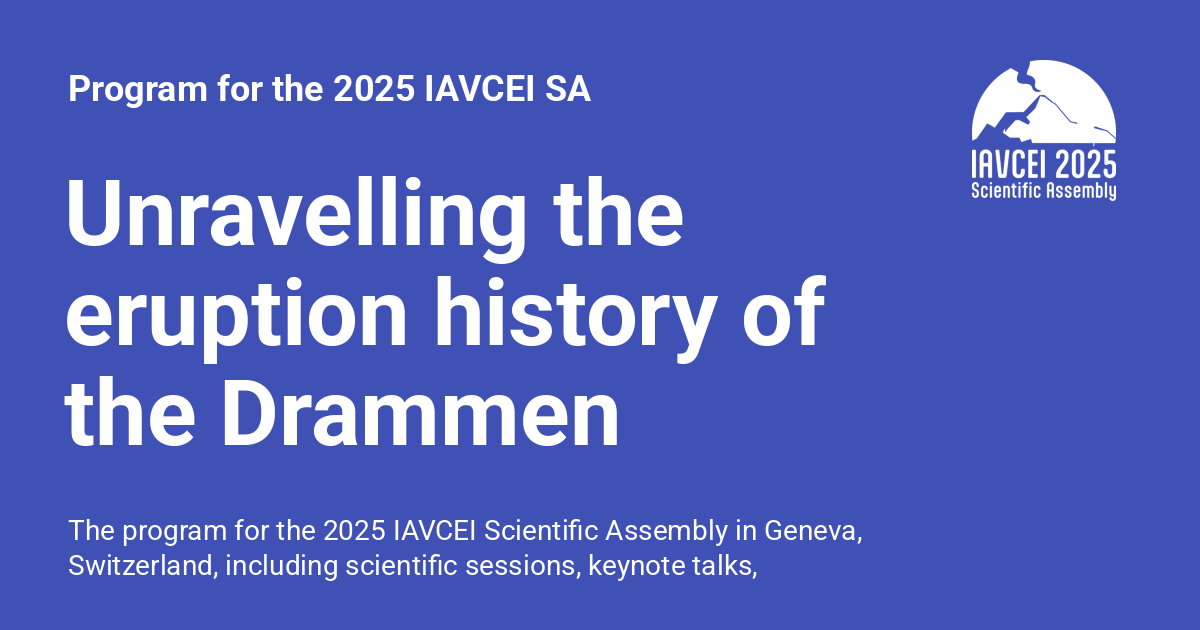 Program for the 2025 IAVCEI SA
IAVCEI 2025
Scientific Assembly
Unravelling the
eruption history of
the Drammen
The program for the 2025 IAVCEI Scientific Assembly in Geneva,
Switzerland, including scientific sessions, keynote talks,